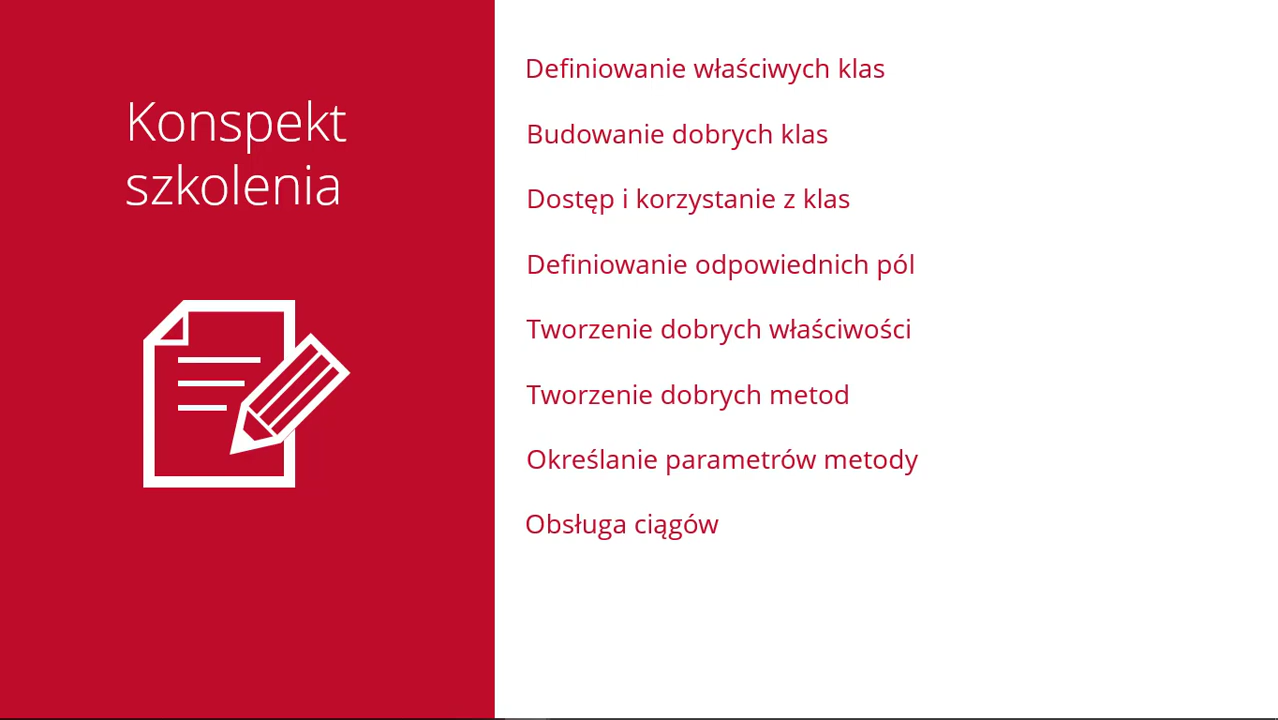 Konspekt
szkolenia
Definiowanie właściwych klas
Budowanie dobrych klas
Dostęp i korzystanie z klas
Definiowanie odpowiednich pól
Tworzenie dobrych właściwości
Tworzenie dobrych metod
Określanie parametrów metody
Obsługa ciągów